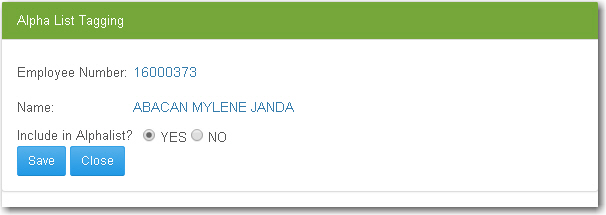 Alpha List Tagging
Employee Number: 16000373
Name: ABACAN MYLENE JANDA
Include in Alphalist? YES NO
Save Close